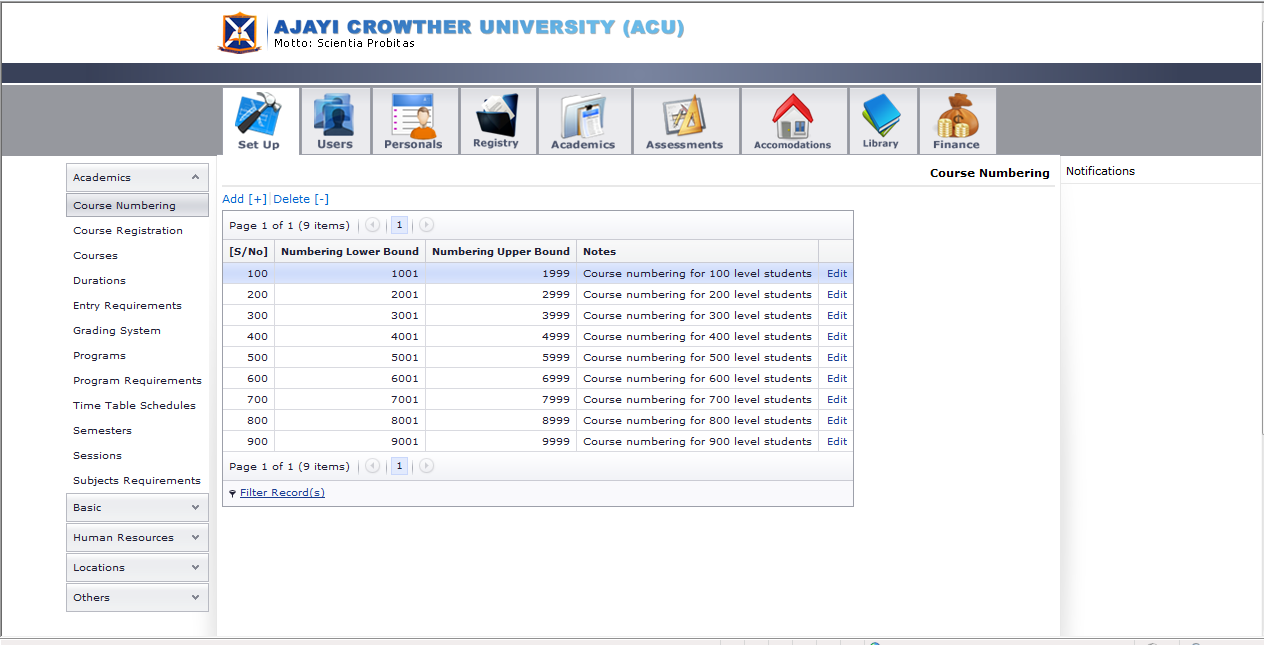 AJAYI CROWTHER UNIVERSITY (ACU)
Motto: Scientia Probitas
Set Up Users Personals Registry Academics Assessments Accomodations Library Finance
Academics
Course Numbering
Course Registration
Courses
Durations
Entry Requirements
Grading System
Programs
Program Requirements
Time Table Schedules
Semesters
Sessions
Subjects Requirements
Basic
Human Resources
Locations
Others
Course Numbering
Add [+] Delete [-]
Page 1 of 1 (9 items) 1
[S/No] Numbering Lower Bound Numbering Upper Bound Notes
100 1001 1999 Course numbering for 100 level students Edit
200 2001 2999 Course numbering for 200 level students Edit
300 3001 3999 Course numbering for 300 level students Edit
400 4001 4999 Course numbering for 400 level students Edit
500 5001 5999 Course numbering for 500 level students Edit
600 6001 6999 Course numbering for 600 level students Edit
700 7001 7999 Course numbering for 700 level students Edit
800 8001 8999 Course numbering for 800 level students Edit
900 9001 9999 Course numbering for 900 level students Edit
Page 1 of 1 (9 items) 1
Filter Record(s)
Notifications